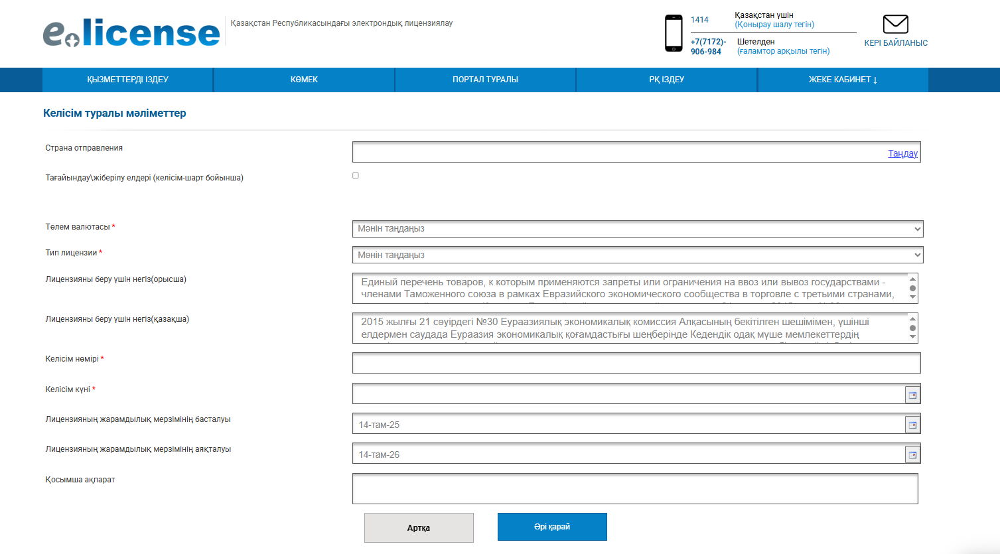 e.license
Қазақстан Республикасындағы электрондық лицензиялау
1414
Қазақстан үшін
(Қонырау шалу тегін)
+7(7172)-
906-984
Шетелден
(ғаламтор арқылы тегін)
КЕРІ БАЙЛАНЫС
ҚЫЗМЕТТЕРДІ ІЗДЕУ
КӨМЕК
ПОРТАЛ ТУРАЛЫ
РҚ ІЗДЕУ
ЖЕКЕ КАБИНЕТ ↓
Келісім туралы мәліметтер
Страна отправления
Таңдау
Тағайындау\жіберілу елдері (келісім-шарт бойынша)
Төлем валютасы *
Мәнін таңдаңыз
Тип лицензии *
Мәнін таңдаңыз
Лицензияны беру үшін негіз(орысша)
Единый перечень товаров, к которым применяются запреты или ограничения на ввоз или вывоз государствами -
членами Таможенного союза в рамках Евразийского экономического сообщества в торговле с третьими странами,
Лицензияны беру үшін негіз(қазақша)
2015 жылғы 21 сәуірдегі №30 Еуразиялық экономикалық комиссия Алқасының бекітілген шешімімен, үшінші
елдермен саудада Еуразия экономикалық қоғамдастығы шеңберінде Кедендік одақ мүше мемлекеттердің
Келісім нөмірі *
Келісім күні *
Лицензияның жарамдылық мерзімінің басталуы
14-там-25
Лицензияның жарамдылық мерзімінің аяқталуы
14-там-26
Қосымша ақпарат
Артқа
Әрі қарай